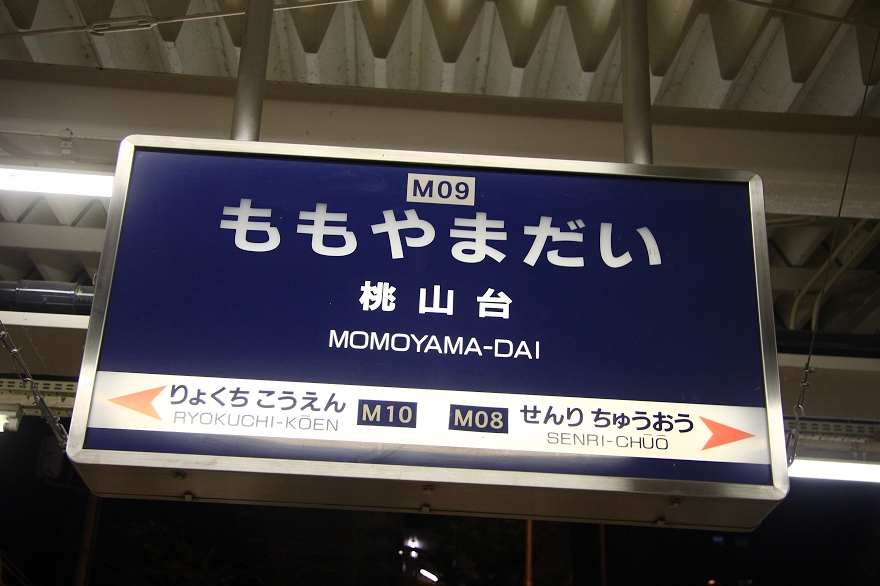 M09
ももやまだい
桃山台
MOMOYAMA-DAI
りょくちこうえん M10 M08 せんりちゅうおう
RYOKUCHI-KŌEN SENRI-CHŪŌ